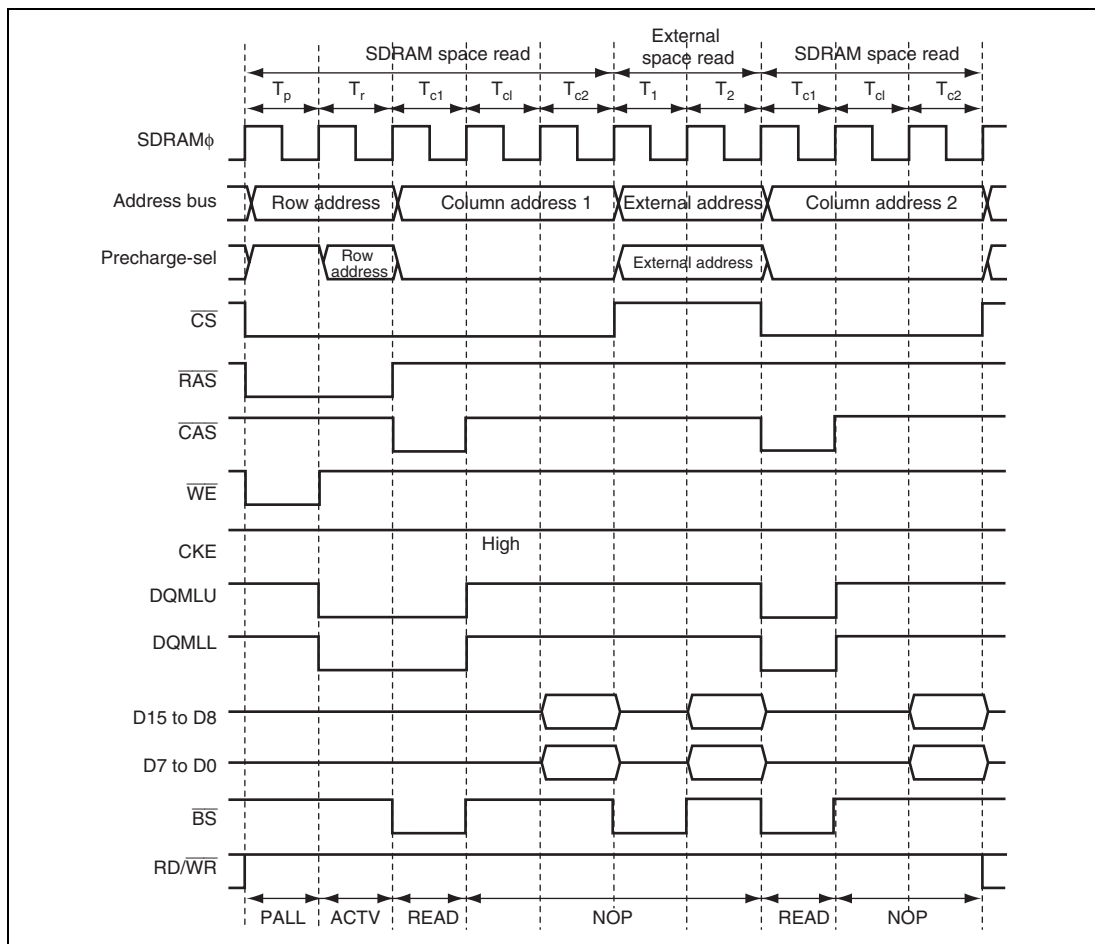 External
SDRAM space read space read SDRAM space read
Tp Tr Tc1 Tcl Tc2 T1 T2 Tc1 Tcl Tc2
SDRAMϕ
Address bus Row address Column address 1 External address Column address 2
Precharge-sel Row address External address
CS
RAS
CAS
WE
CKE High
DQMLU
DQMLL
D15 to D8
D7 to D0
BS
RD/WR
PALL ACTV READ NOP READ NOP